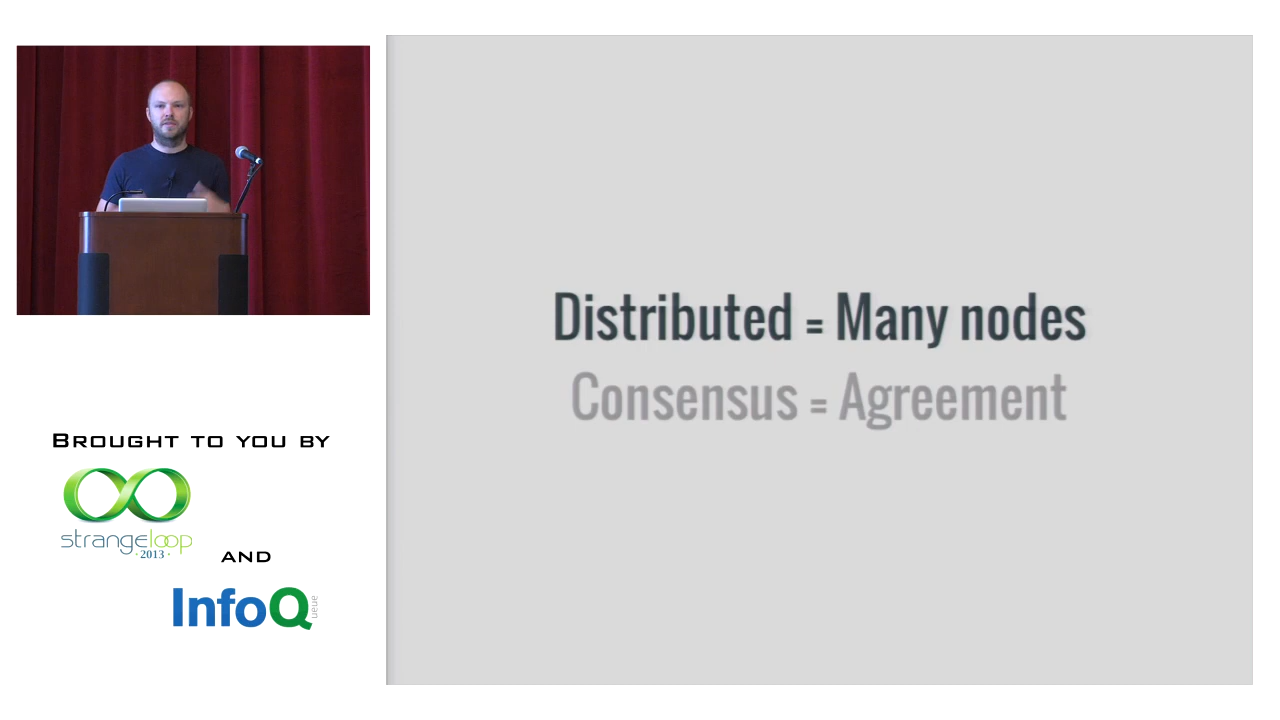 Distributed = Many nodes
Consensus = Agreement
BROUGHT TO YOU BY
strangeloop
· 2013 ·
AND
InfoQ